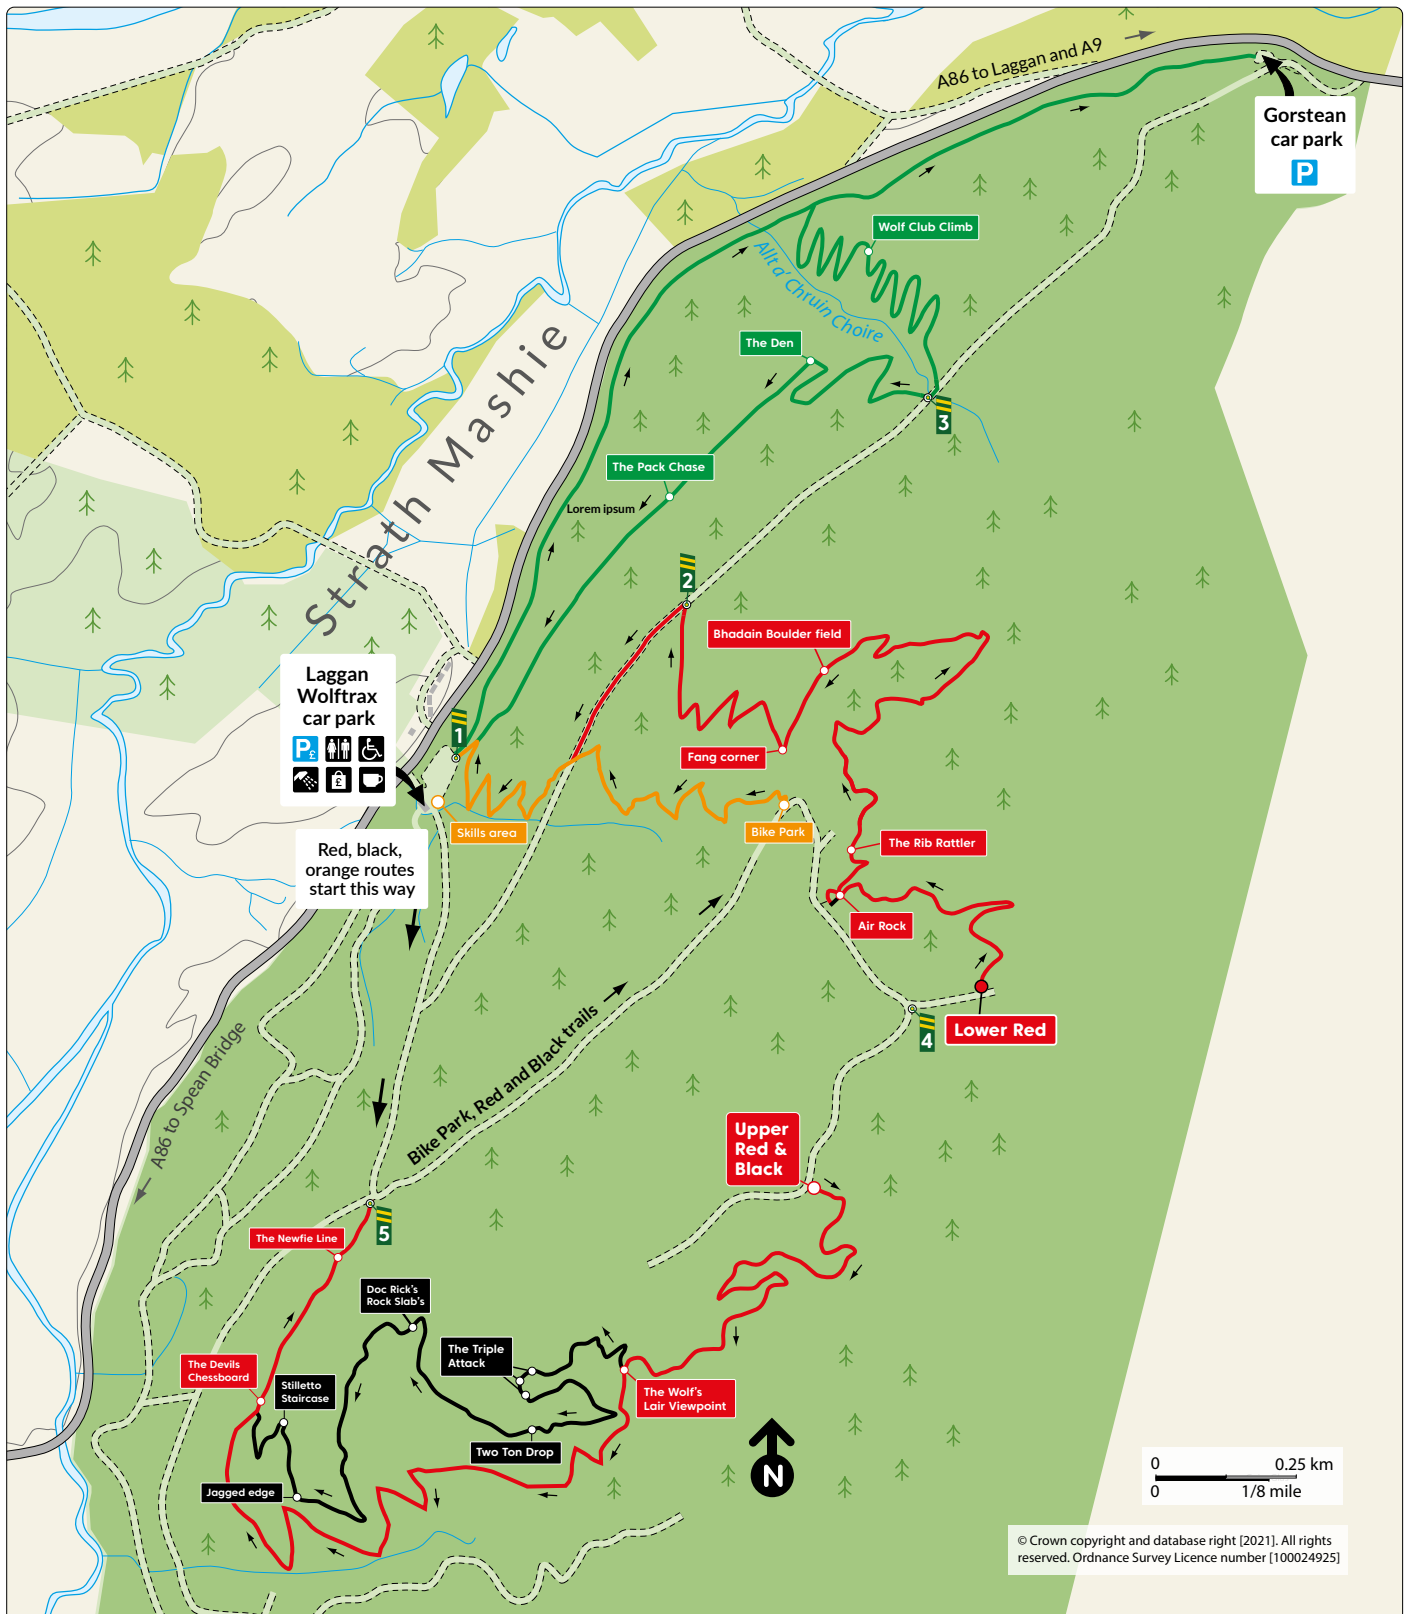 A86 to Laggan and A9
Gorstean
car park
P
Wolf Club Climb
Allt a' Chruin Choire
The Den
3
Strath Mashie
The Pack Chase
Lorem ipsum
2
Bhadain Boulder field
Laggan
Wolftrax
car park
P£
£
1
Fang corner
Skills area
Bike Park
Red, black,
orange routes
start this way
The Rib Rattler
Air Rock
Lower Red
4
A86 to Spean Bridge
Bike Park, Red and Black trails
Upper
Red &
Black
5
The Newfie Line
Doc Rick's
Rock Slab's
The Triple
Attack
The Devils
Chessboard
Stilletto
Staircase
The Wolf's
Lair Viewpoint
Two Ton Drop
Jagged edge
N
0 0.25 km
0 1/8 mile
© Crown copyright and database right [2021]. All rights
reserved. Ordnance Survey Licence number [100024925]